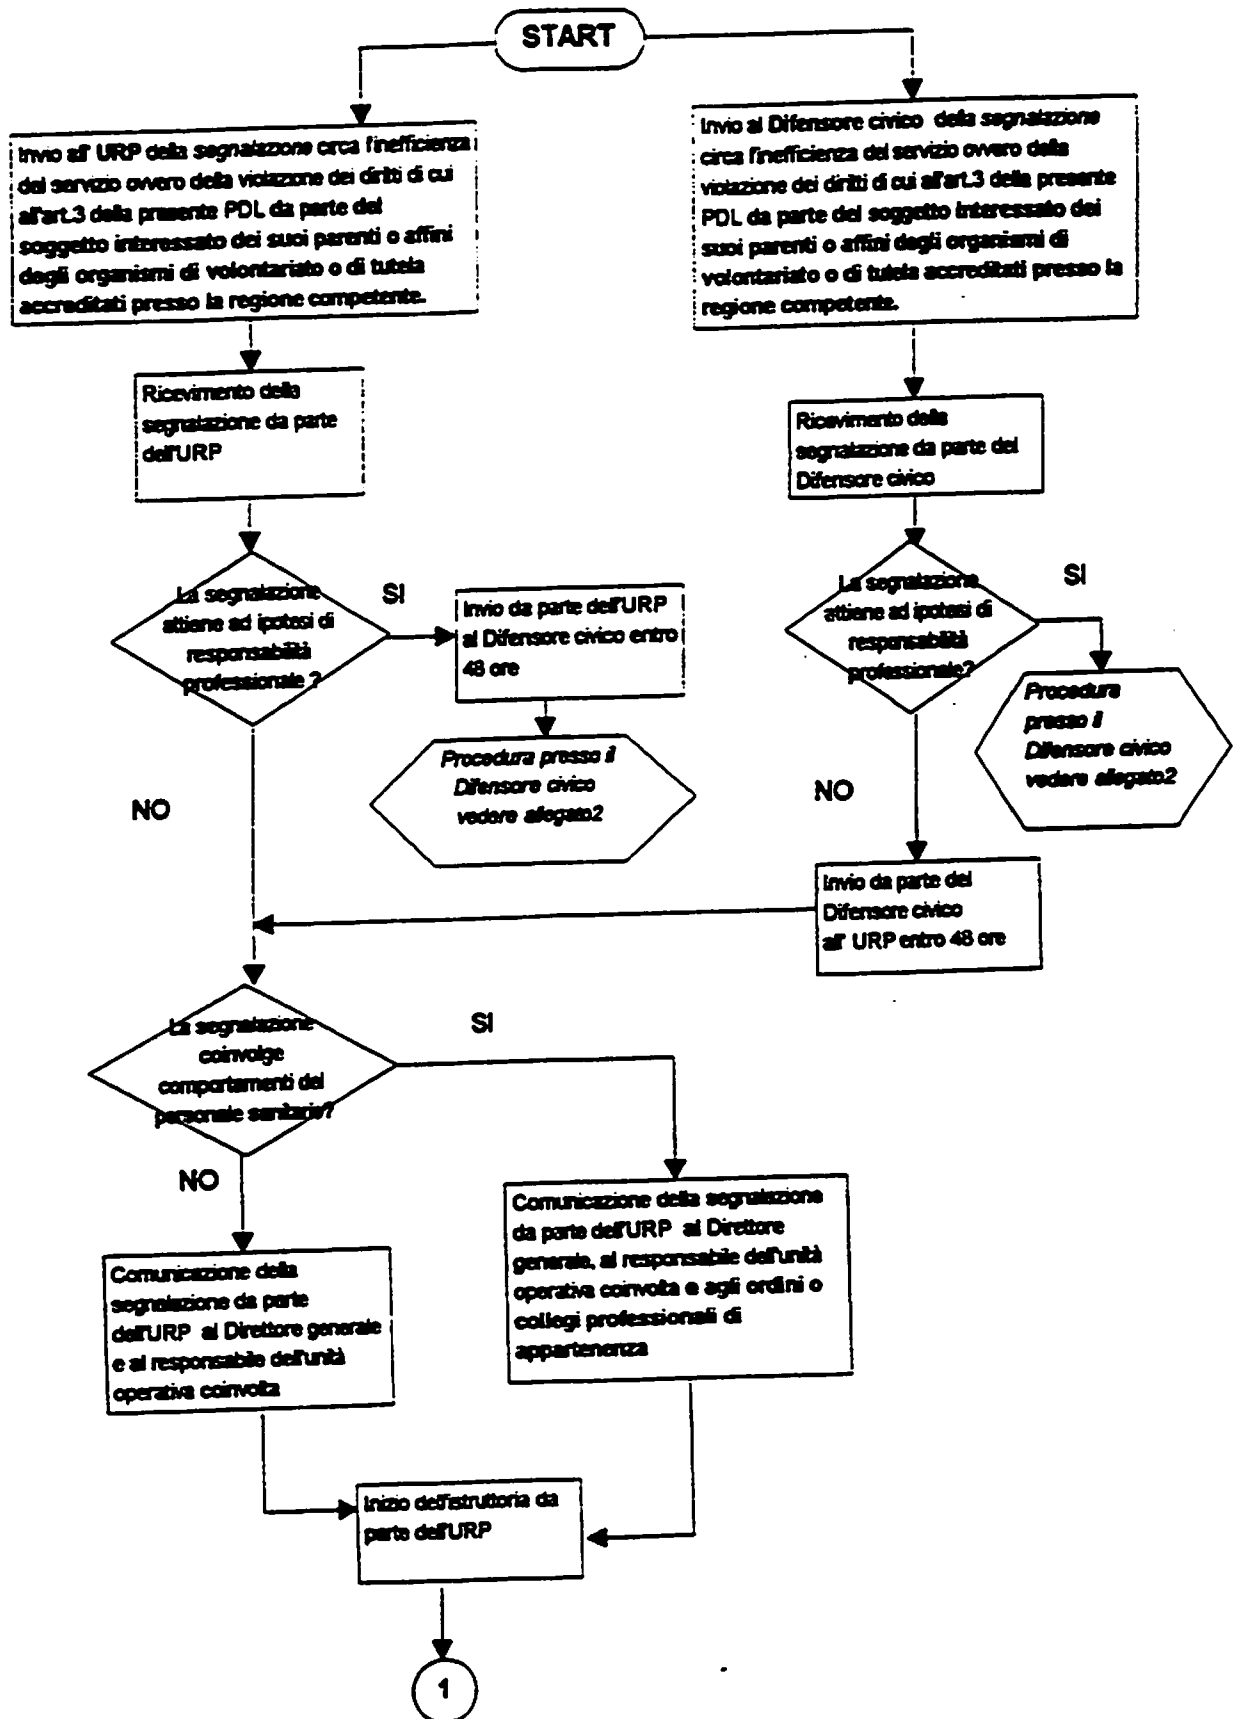 START
Invio all' URP della segnalazione circa l'inefficienza
del servizio ovvero della violazione dei diritti di cui
all'art.3 della presente PDL da parte del
soggetto interessato dei suoi parenti o affini
degli organismi di volontariato o di tutela
accreditati presso la regione competente.
Invio al Difensore civico della segnalazione
circa l'inefficienza del servizio ovvero della
violazione dei diritti di cui all'art.3 della presente
PDL da parte del soggetto interessato dei
suoi parenti o affini degli organismi di
volontariato o di tutela accreditati presso la
regione competente.
Ricevimento della
segnalazione da parte
dell'URP
Ricevimento della
segnalazione da parte del
Difensore civico
La segnalazione
attiene ad ipotesi di
responsabilità
professionale ?
SI
Invio da parte dell'URP
al Difensore civico entro
48 ore
Procedura presso il
Difensore civico
vedere allegato2
NO
La segnalazione
attiene ad ipotesi di
responsabilità
professionale?
SI
Procedura
presso il
Difensore civico
vedere allegato2
NO
Invio da parte del
Difensore civico
all' URP entro 48 ore
La segnalazione
coinvolge
comportamenti del
personale sanitario?
SI
NO
Comunicazione della segnalazione
da parte dell'URP al Direttore
generale, al responsabile dell'unità
operativa coinvolta e agli ordini o
collegi professionali di
appartenenza
Comunicazione della
segnalazione da parte
dell'URP al Direttore generale
e al responsabile dell'unità
operativa coinvolta
Inizio dell'istruttoria da
parte dell'URP
1